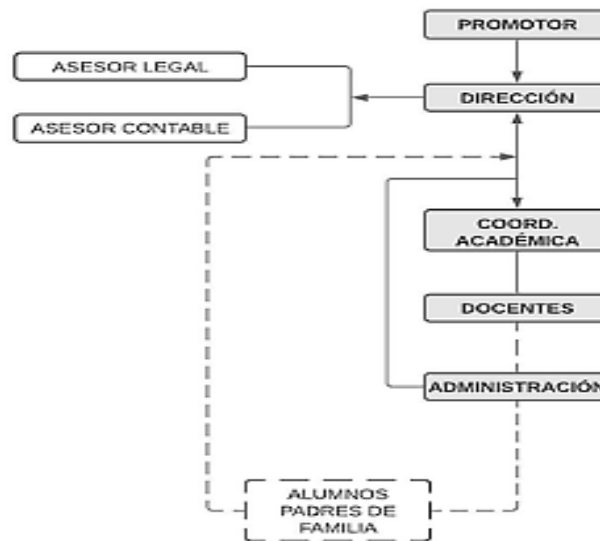 PROMOTOR
ASESOR LEGAL
DIRECCIÓN
ASESOR CONTABLE
COORD.
ACADÉMICA
DOCENTES
ADMINISTRACIÓN
ALUMNOS
PADRES DE
FAMILIA